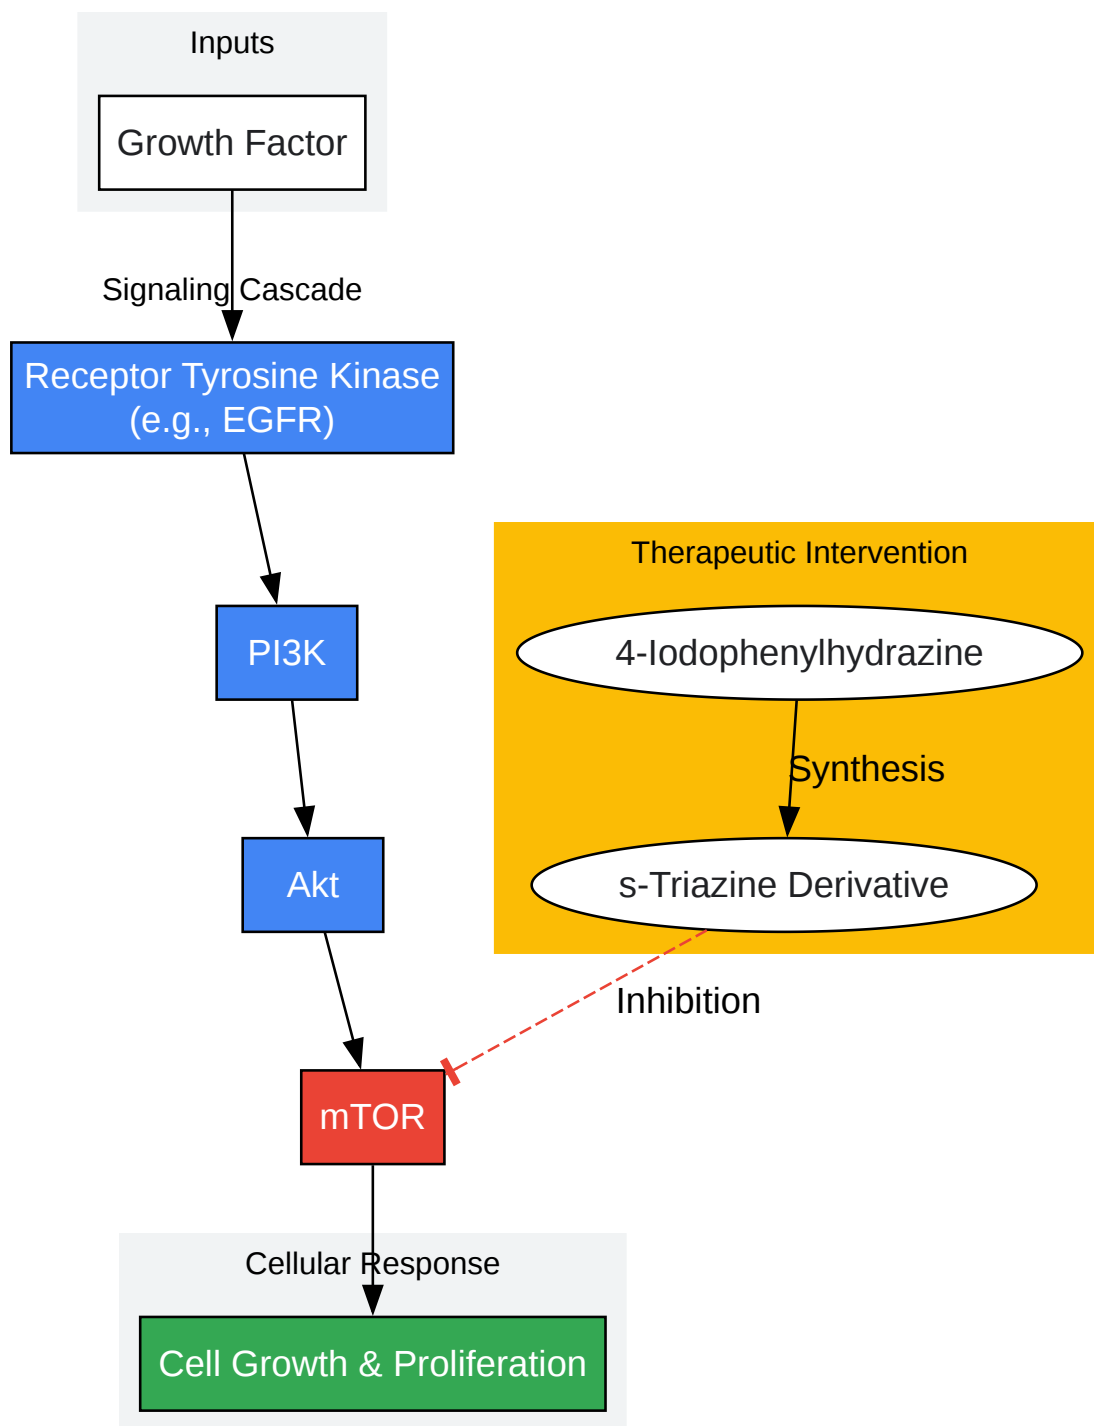 Inputs
Growth Factor
Signaling Cascade
Receptor Tyrosine Kinase
(e.g., EGFR)
Therapeutic Intervention
PI3K
4-Iodophenylhydrazine
Synthesis
Akt
s-Triazine Derivative
Inhibition
mTOR
Cellular Response
Cell Growth & Proliferation